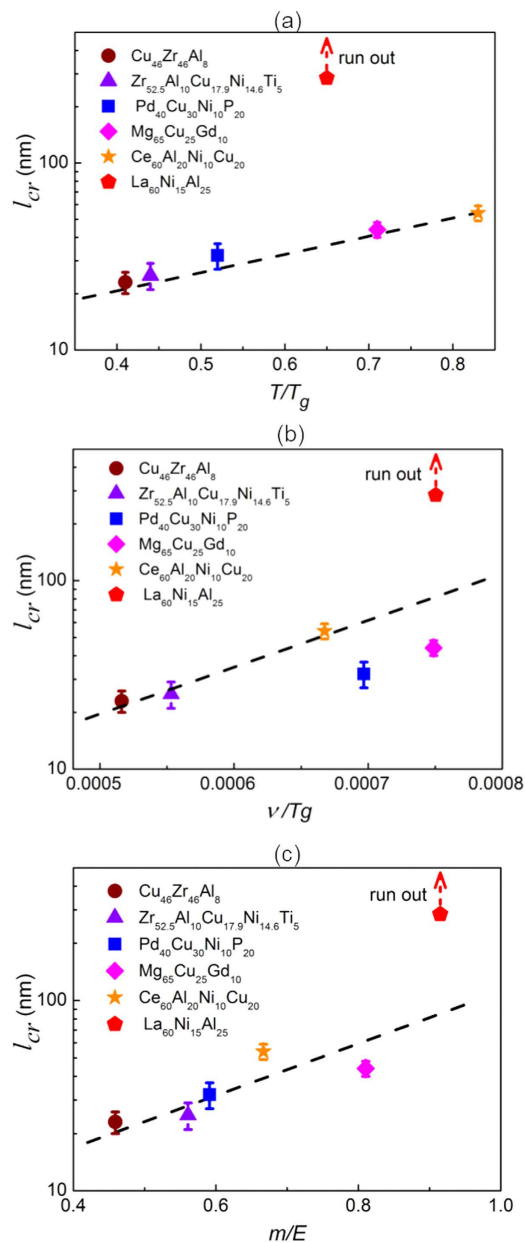 (a)
Cu46Zr46Al8
Zr52.5Al10Cu17.9Ni14.6Ti5
Pd40Cu30Ni10P20
Mg65Cu25Gd10
Ce60Al20Ni10Cu20
La60Ni15Al25
run out
100
10
lcr (nm)
0.4 0.5 0.6 0.7 0.8
T/Tg
(b)
Cu46Zr46Al8
Zr52.5Al10Cu17.9Ni14.6Ti5
Pd40Cu30Ni10P20
Mg65Cu25Gd10
Ce60Al20Ni10Cu20
La60Ni15Al25
run out
100
10
lcr (nm)
0.0005 0.0006 0.0007 0.0008
ν/Tg
(c)
Cu46Zr46Al8
Zr52.5Al10Cu17.9Ni14.6Ti5
Pd40Cu30Ni10P20
Mg65Cu25Gd10
Ce60Al20Ni10Cu20
La60Ni15Al25
run out
100
10
lcr (nm)
0.4 0.6 0.8 1.0
m/E